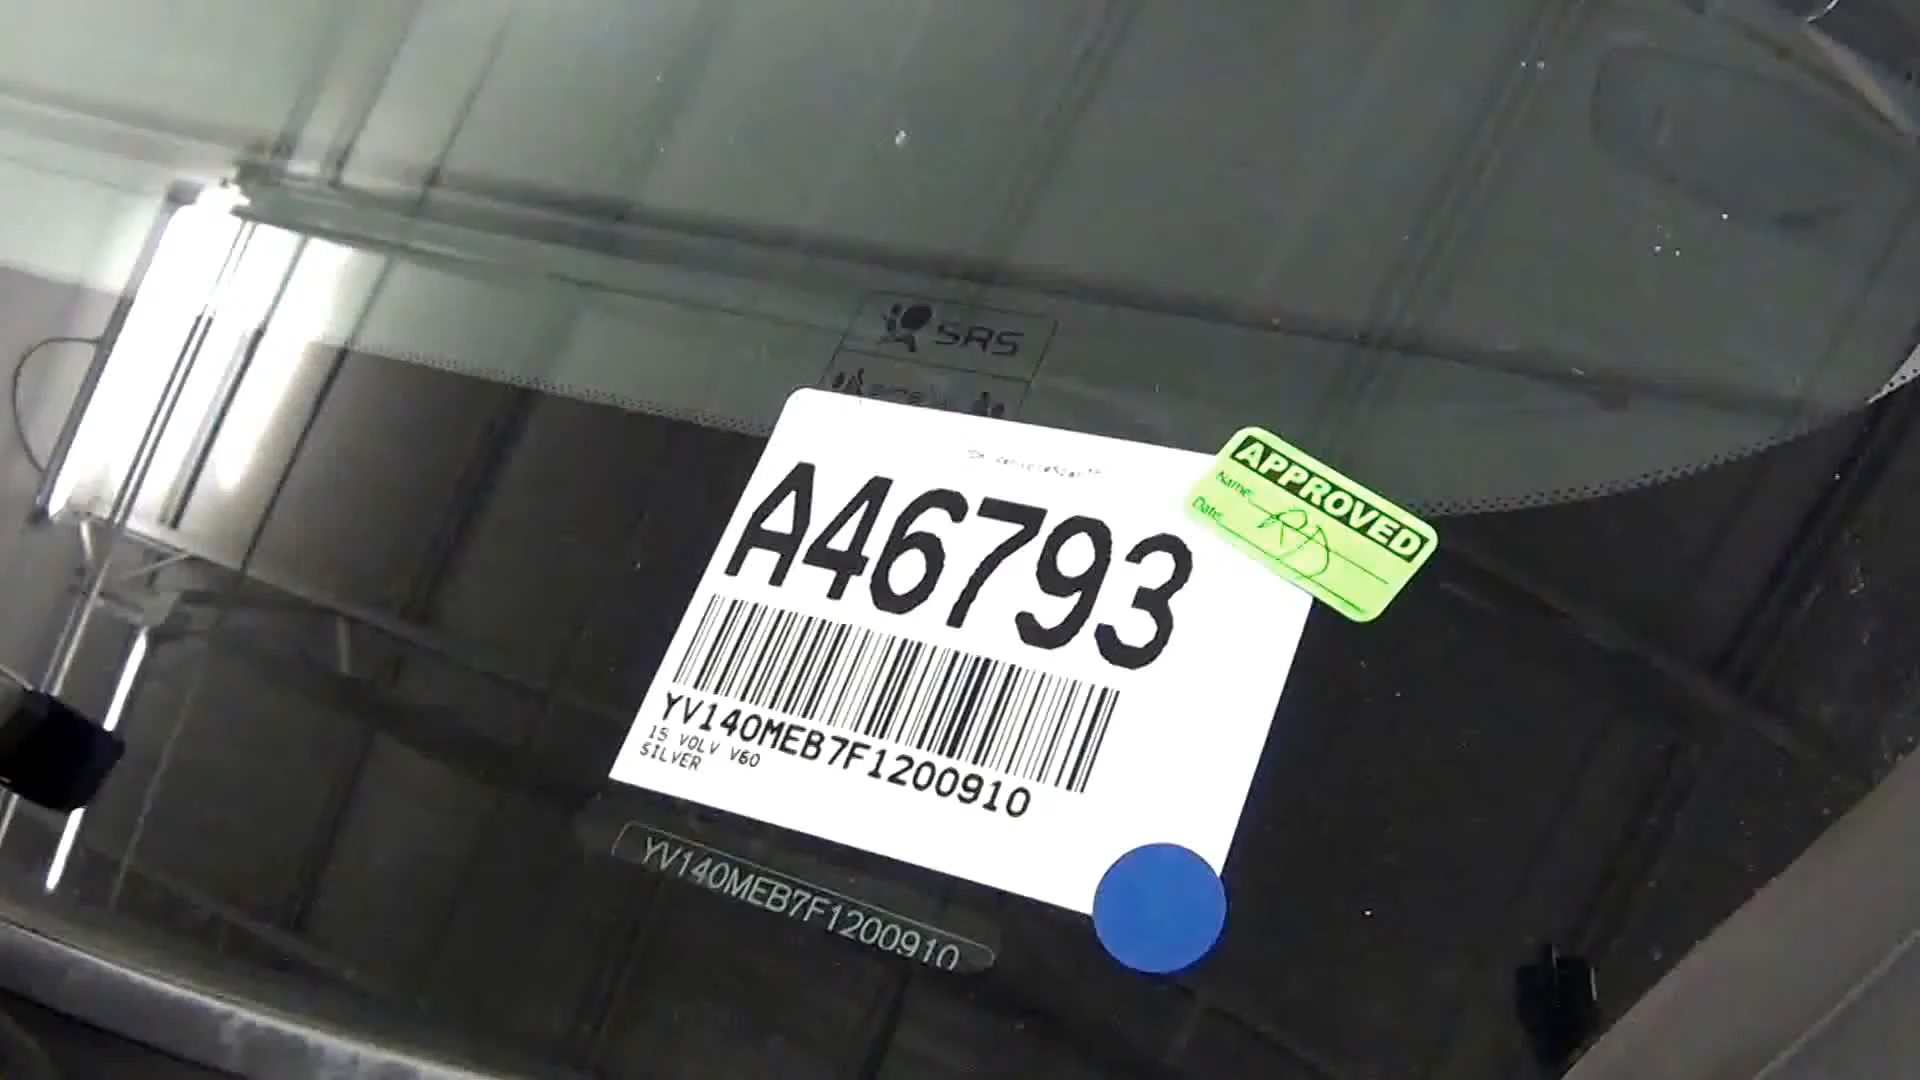 SRS
A46793
APPROVED
Name
Date
YV140MEB7F1200910
15 VOLV V60
SILVER
YV140MEB7F1200910